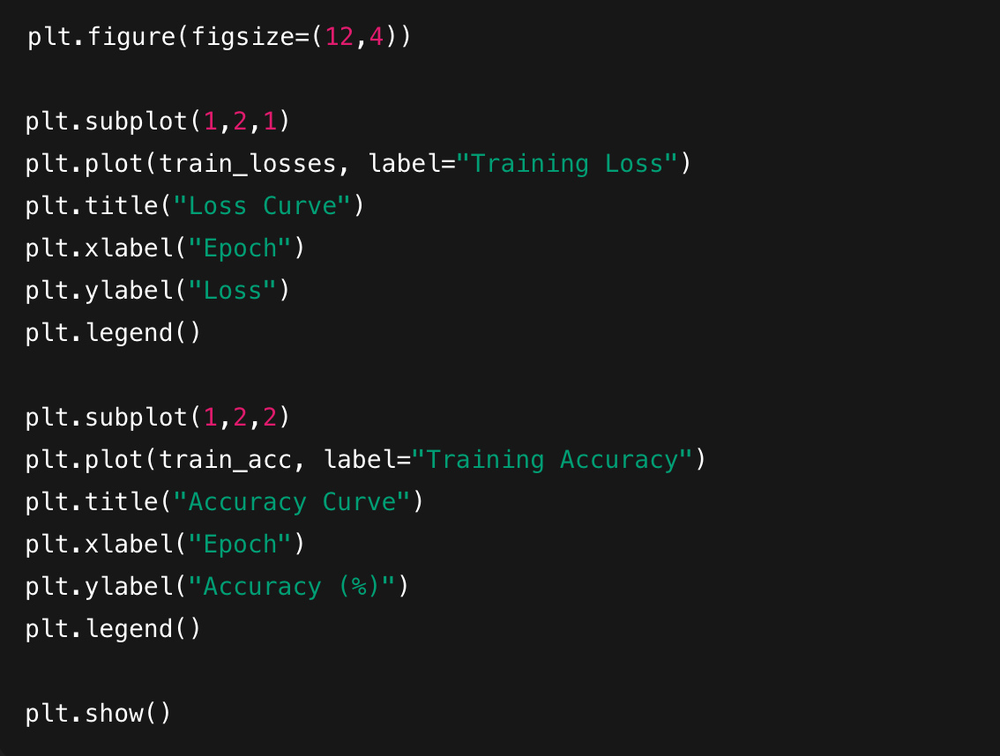 plt.figure(figsize=(12,4))
plt.subplot(1,2,1)
plt.plot(train_losses, label="Training Loss")
plt.title("Loss Curve")
plt.xlabel("Epoch")
plt.ylabel("Loss")
plt.legend()
plt.subplot(1,2,2)
plt.plot(train_acc, label="Training Accuracy")
plt.title("Accuracy Curve")
plt.xlabel("Epoch")
plt.ylabel("Accuracy (%)")
plt.legend()
plt.show()